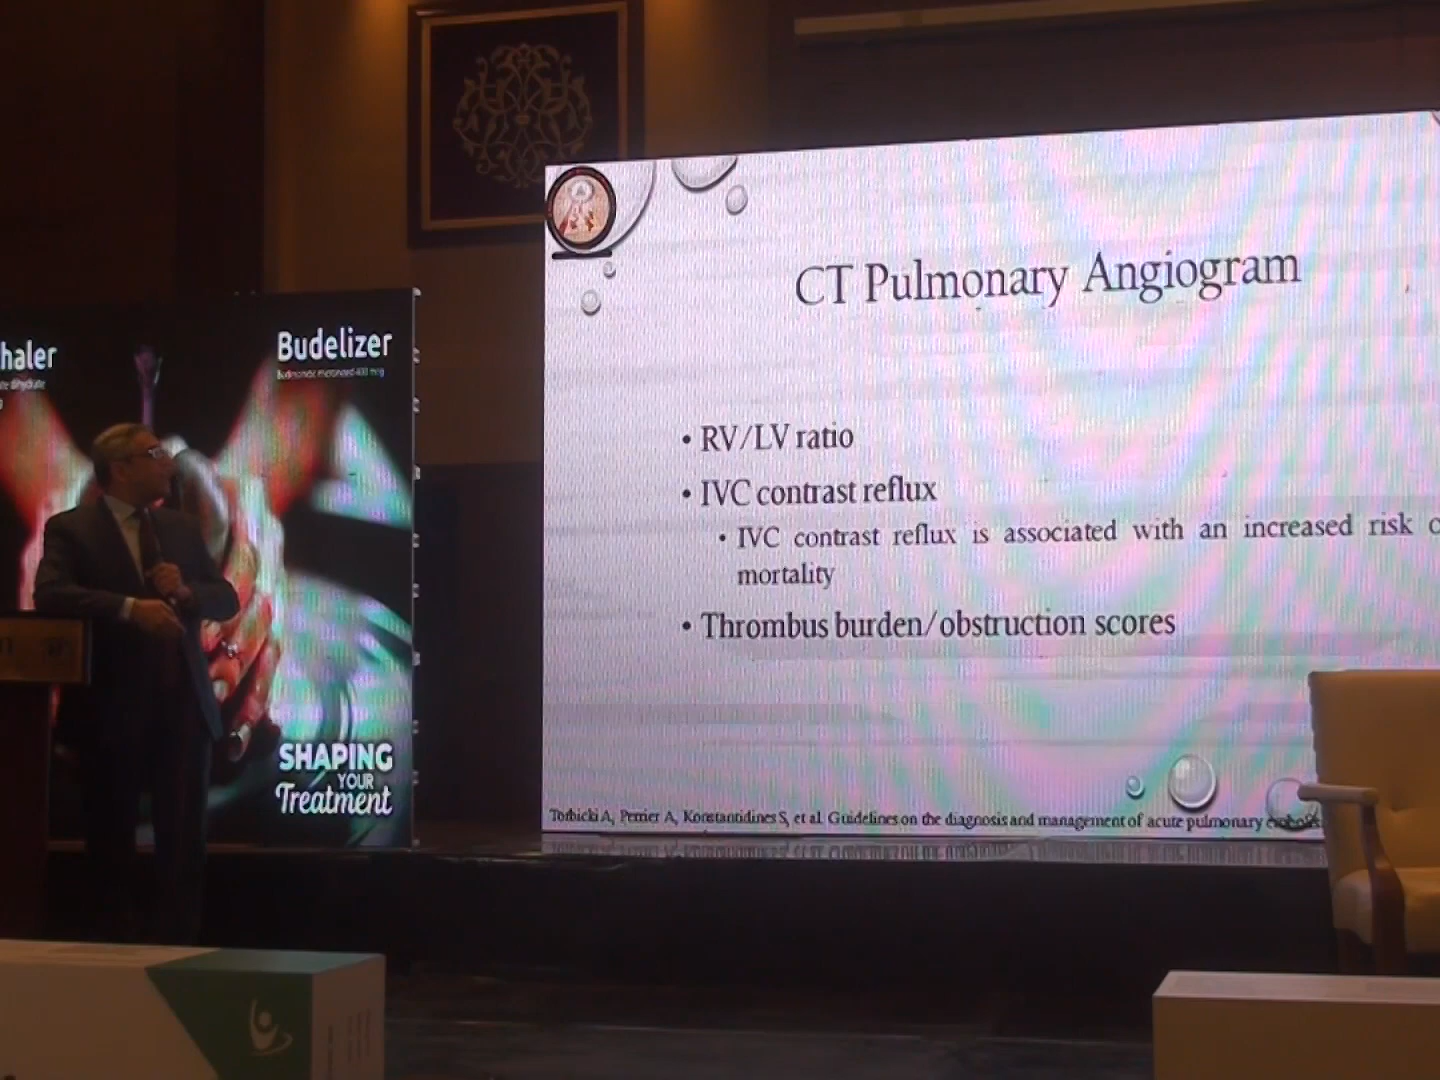 haler
Budelizer
SHAPING
YOUR
Treatment
CT Pulmonary Angiogram
• RV/LV ratio
• IVC contrast reflux
• IVC contrast reflux is associated with an increased risk
mortality
• Thrombus burden/obstruction scores
Torbicki A, Perrier A, Konstantidines S, et al. Guidelines on the diagnosis and management of acute pulmonary